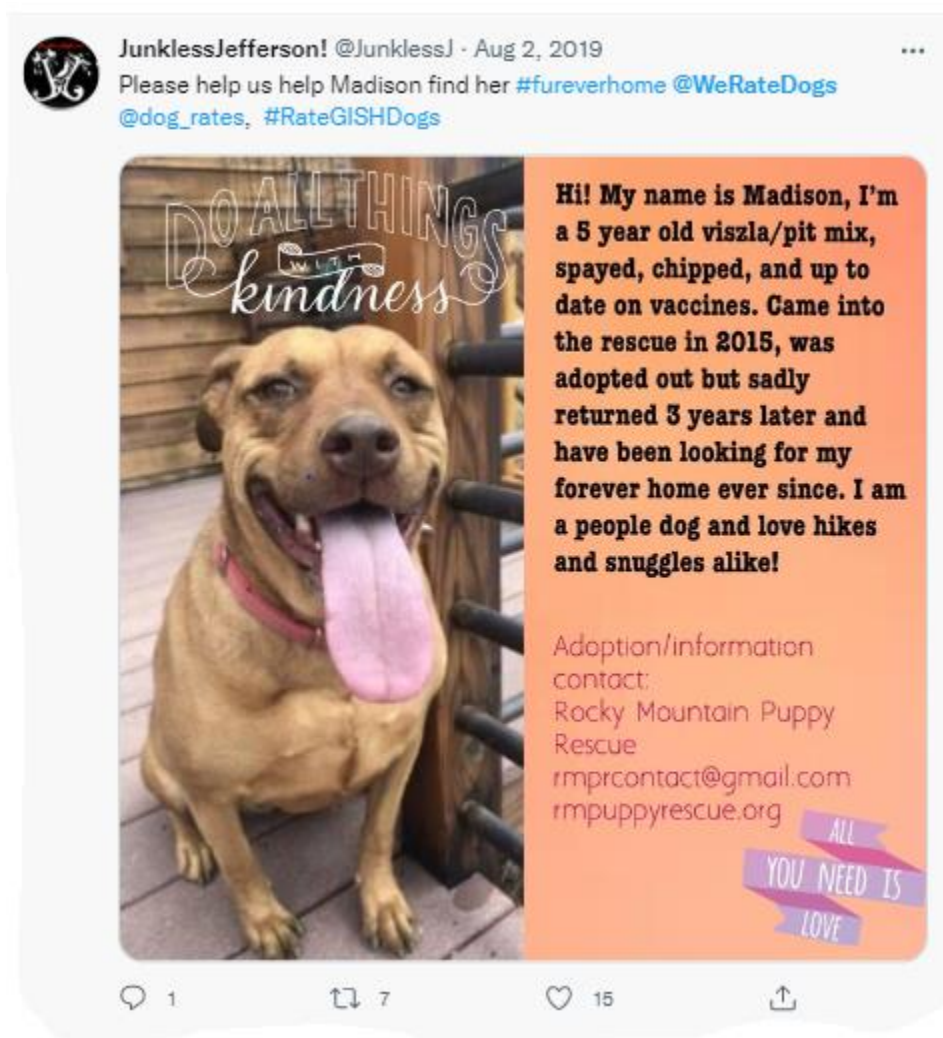 JunklessJefferson! @JunklessJ · Aug 2, 2019
Please help us help Madison find her #fureverhome @WeRateDogs
@dog_rates, #RateGISHDogs
DO ALL THINGS
WITH
kindness
Hi! My name is Madison, I'm
a 5 year old viszla/pit mix,
spayed, chipped, and up to
date on vaccines. Came into
the rescue in 2015, was
adopted out but sadly
returned 3 years later and
have been looking for my
forever home ever since. I am
a people dog and love hikes
and snuggles alike!
Adoption/information
contact:
Rocky Mountain Puppy
Rescue
rmprcontact@gmail.com
rmpuppyrescue.org
ALL
YOU NEED IS
LOVE
1
7
15